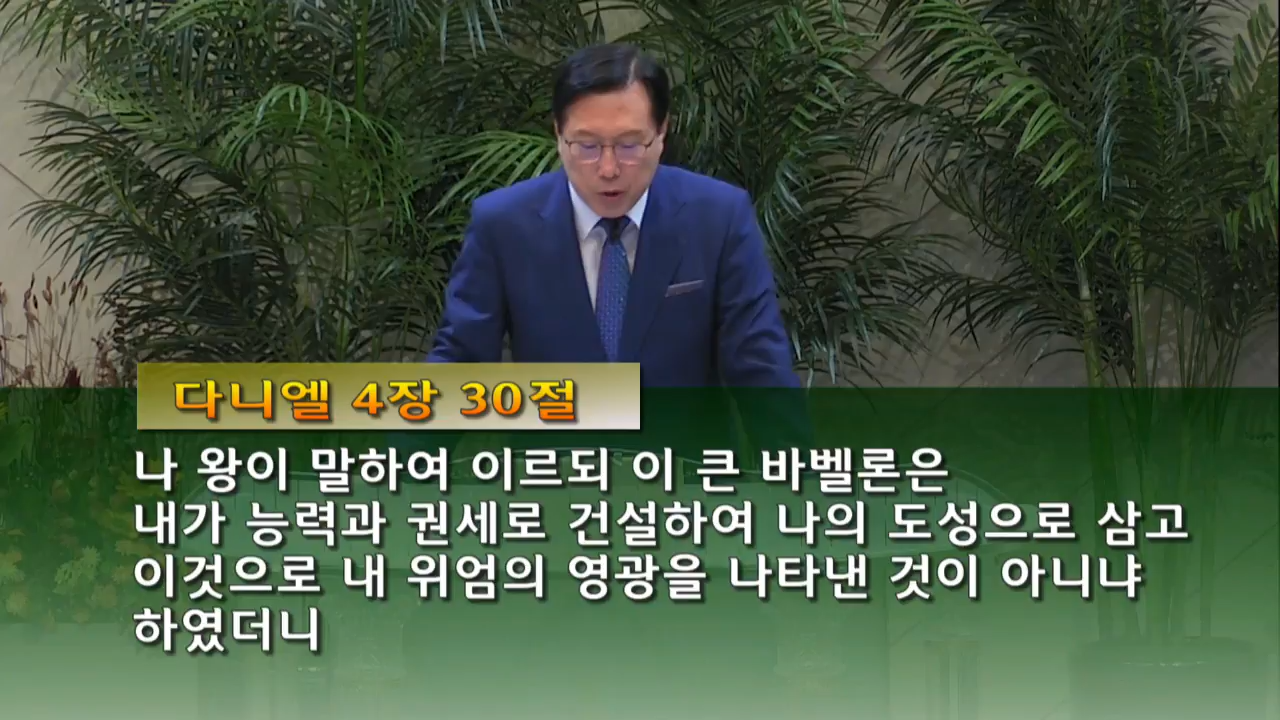 다니엘 4장 30절
나 왕이 말하여 이르되 이 큰 바벨론은
내가 능력과 권세로 건설하여 나의 도성으로 삼고
이것으로 내 위엄의 영광을 나타낸 것이 아니냐
하였더니